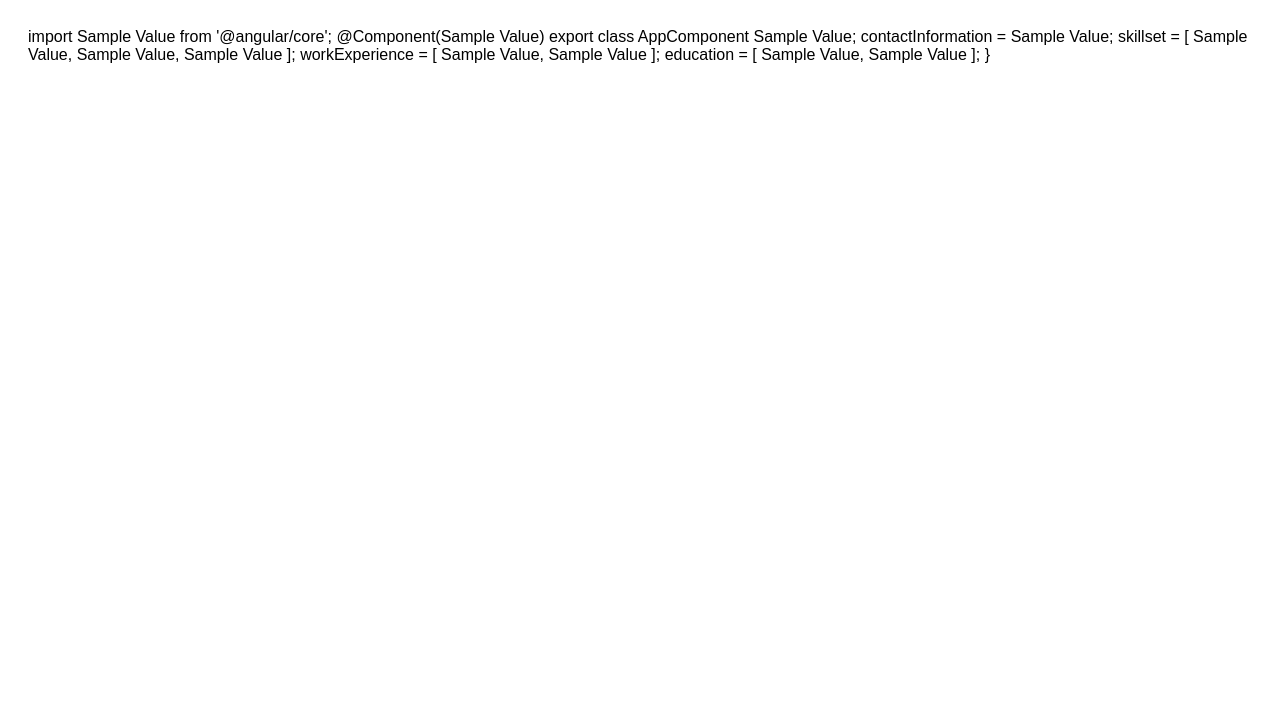 import Sample Value from '@angular/core'; @Component(Sample Value) export class AppComponent Sample Value; contactInformation = Sample Value; skillset = [ Sample
Value, Sample Value, Sample Value ]; workExperience = [ Sample Value, Sample Value ]; education = [ Sample Value, Sample Value ]; }